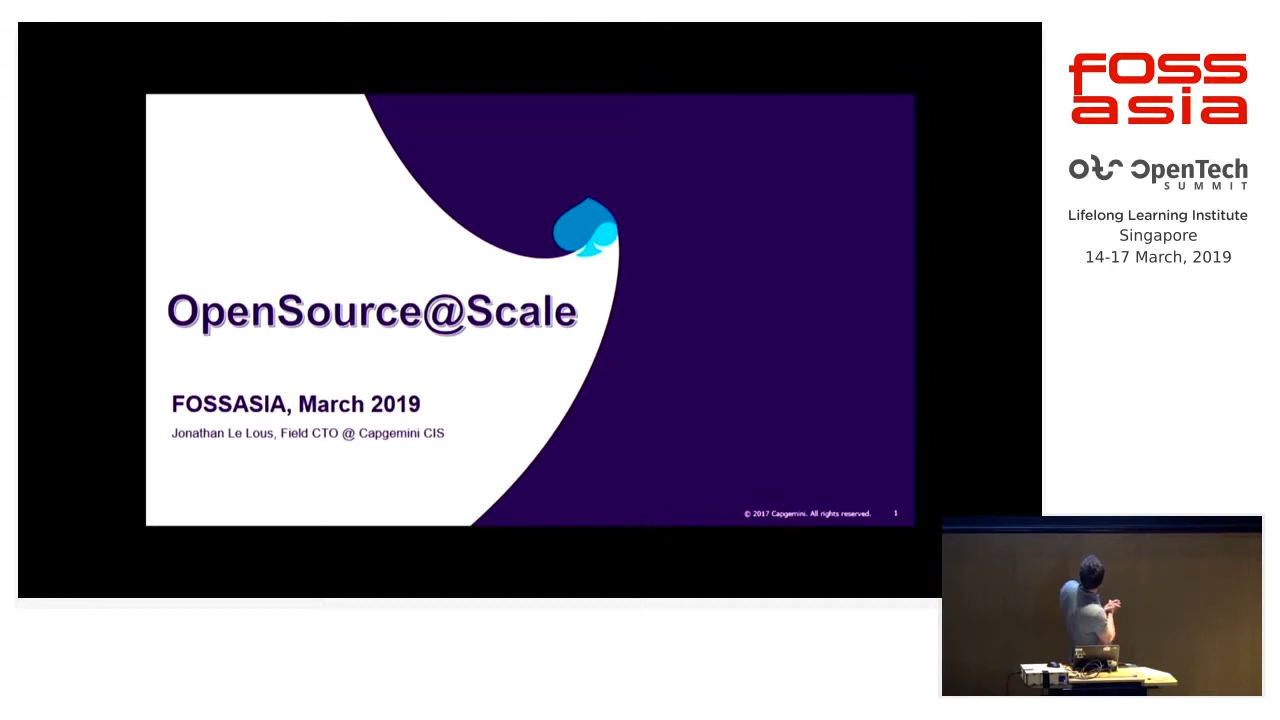 OpenSource@Scale
FOSSASIA, March 2019
Jonathan Le Lous, Field CTO @ Capgemini CIS
© 2017 Capgemini. All rights reserved. 1
foss
asia
OpenTech
SUMMIT
Lifelong Learning Institute
Singapore
14-17 March, 2019